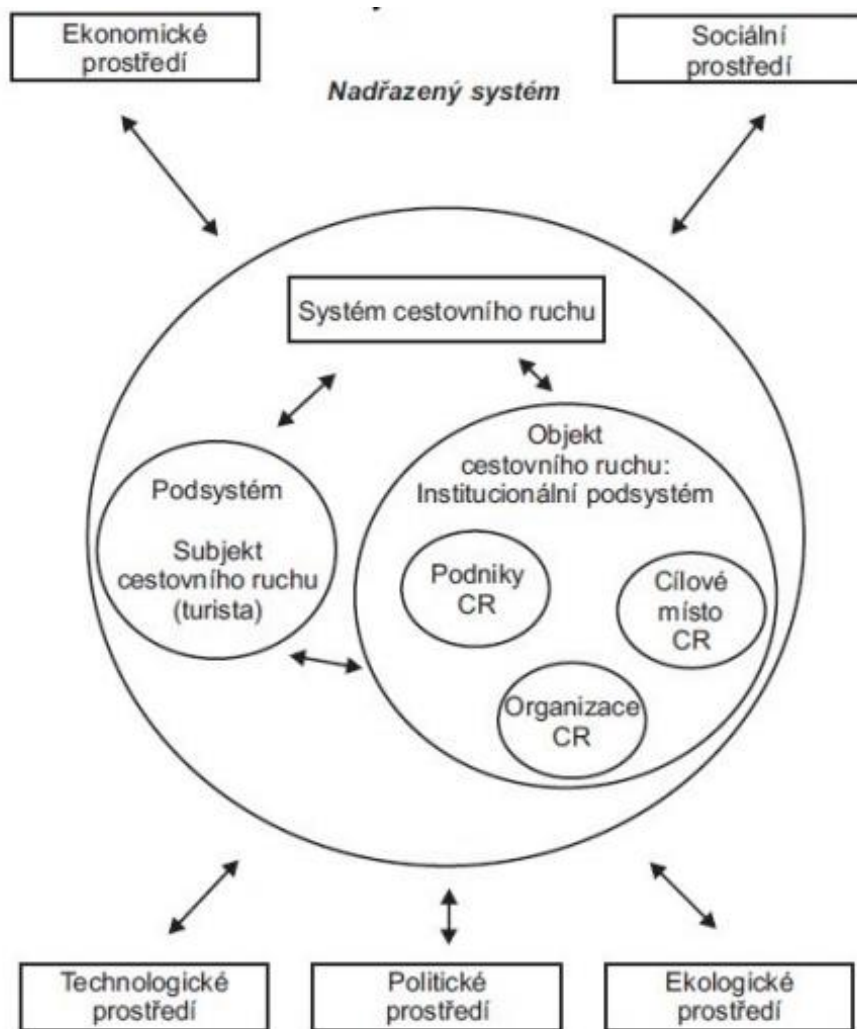 Ekonomické
prostředí
Sociální
prostředí
Nadřazený systém
Systém cestovního ruchu
Podsystém
Subjekt
cestovního ruchu
(turista)
Objekt
cestovního ruchu:
Institucionální podsystém
Podniky
CR
Cílové
místo
CR
Organizace
CR
Technologické
prostředí
Politické
prostředí
Ekologické
prostředí